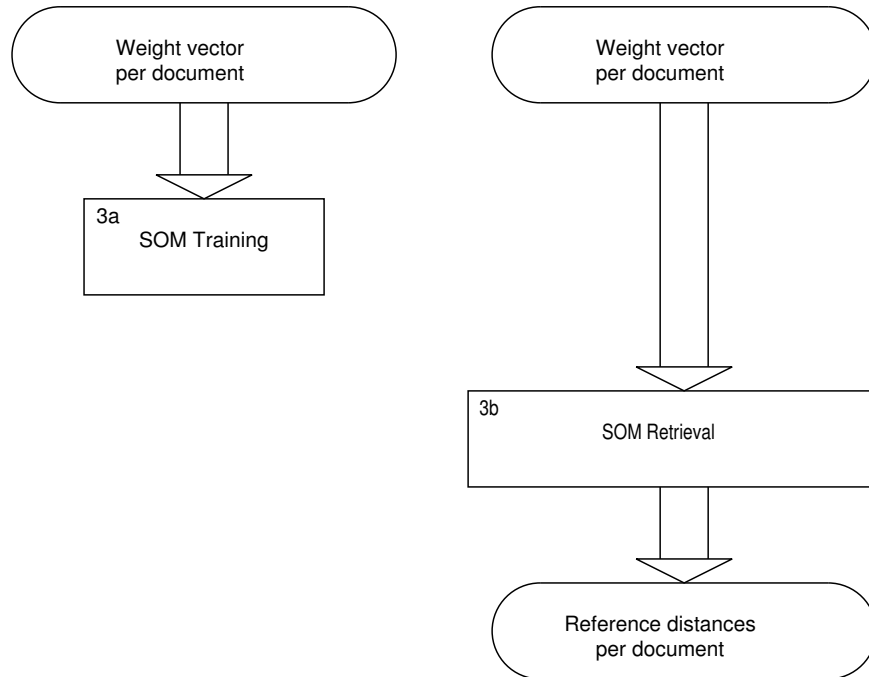 Weight vector
per document
Weight vector
per document
3a
SOM Training
3b
SOM Retrieval
Reference distances
per document